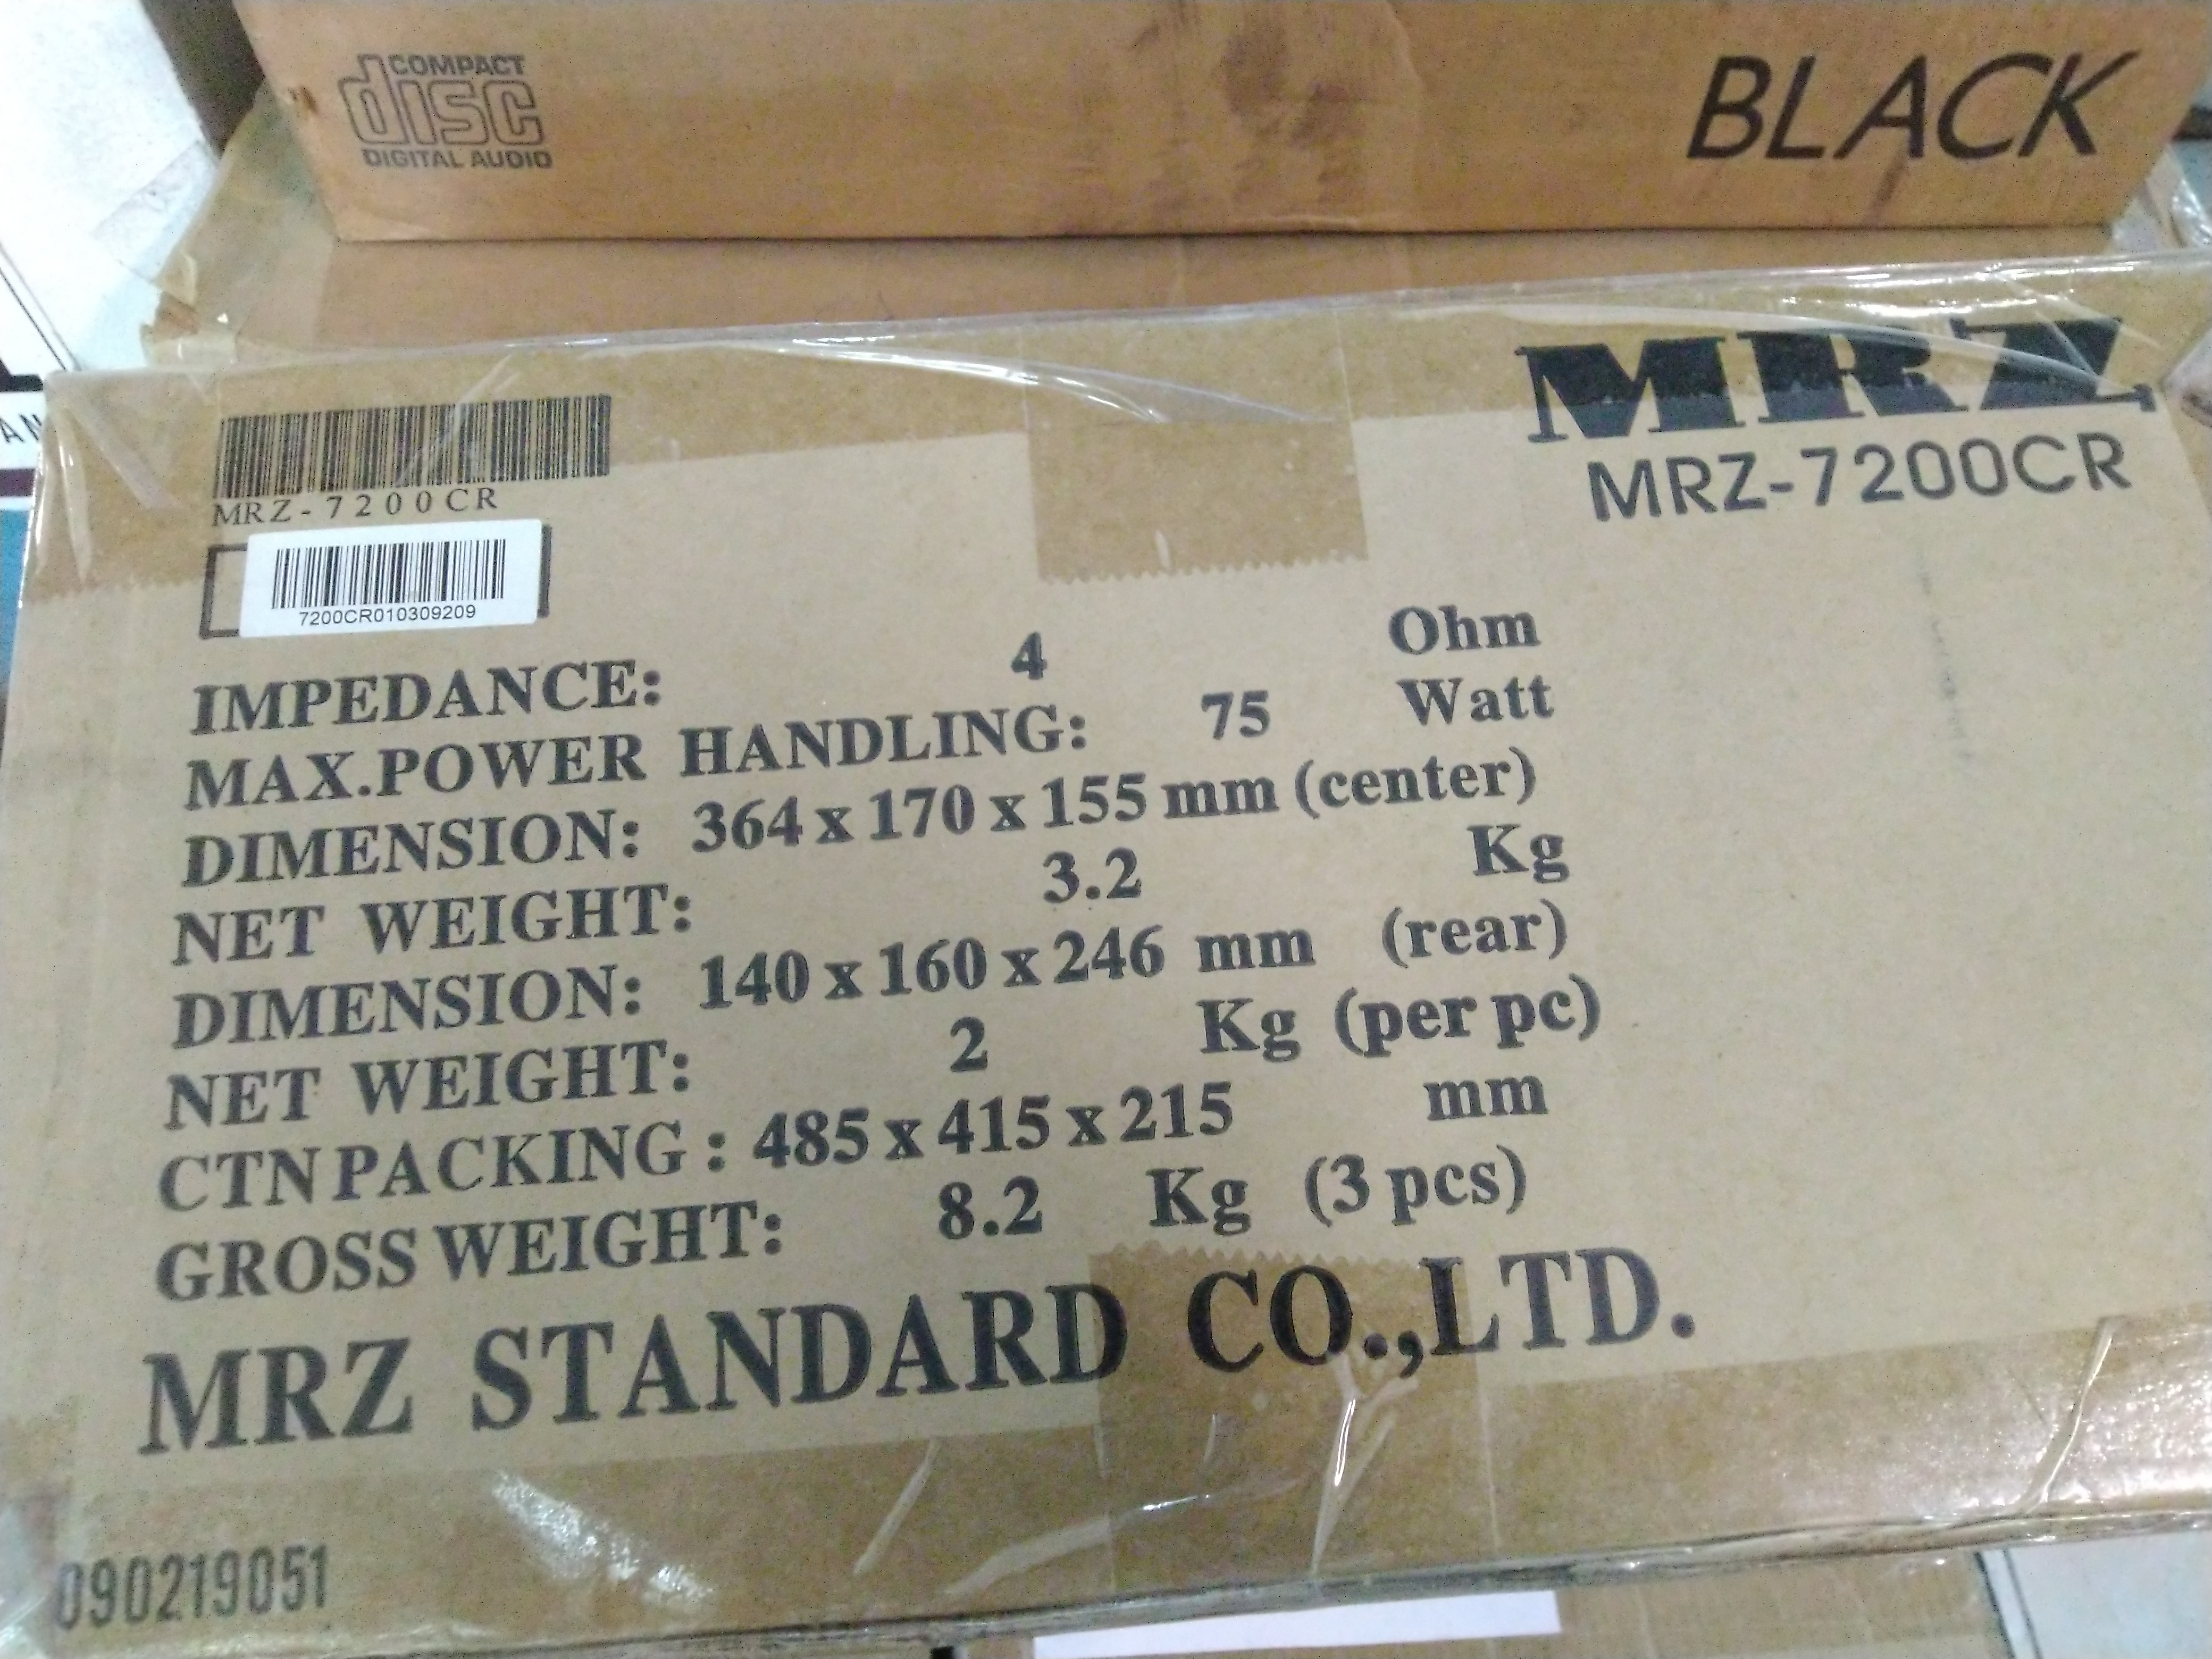 COMPACT
disc
DIGITAL AUDIO
BLACK
MRZ
MRZ-7200CR
MRZ-7200CR
7200CR010309209
IMPEDANCE: 4 Ohm
MAX.POWER HANDLING: 75 Watt
DIMENSION: 364 x 170 x 155 mm (center)
NET WEIGHT: 3.2 Kg
DIMENSION: 140 x 160 x 246 mm (rear)
NET WEIGHT: 2 Kg (per pc)
CTN PACKING : 485 x 415 x 215 mm
GROSS WEIGHT: 8.2 Kg (3 pcs)
MRZ STANDARD CO.,LTD.
090219051